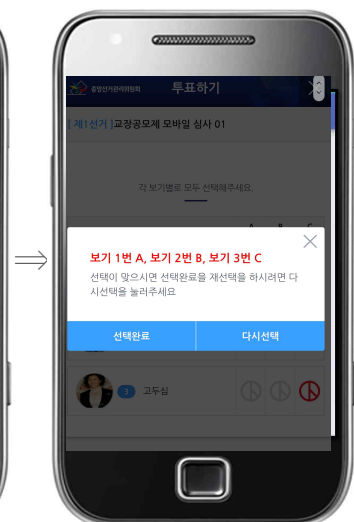 중앙선거관리위원회 투표하기
[ 제1선거 ]교장공모제 모바일 심사 01
각 보기별로 모두 선택해주세요.
A B C
보기 1번 A, 보기 2번 B, 보기 3번 C
선택이 맞으시면 선택완료을 재선택을 하시려면 다
시선택을 눌러주세요
선택완료 다시선택
3 고두심